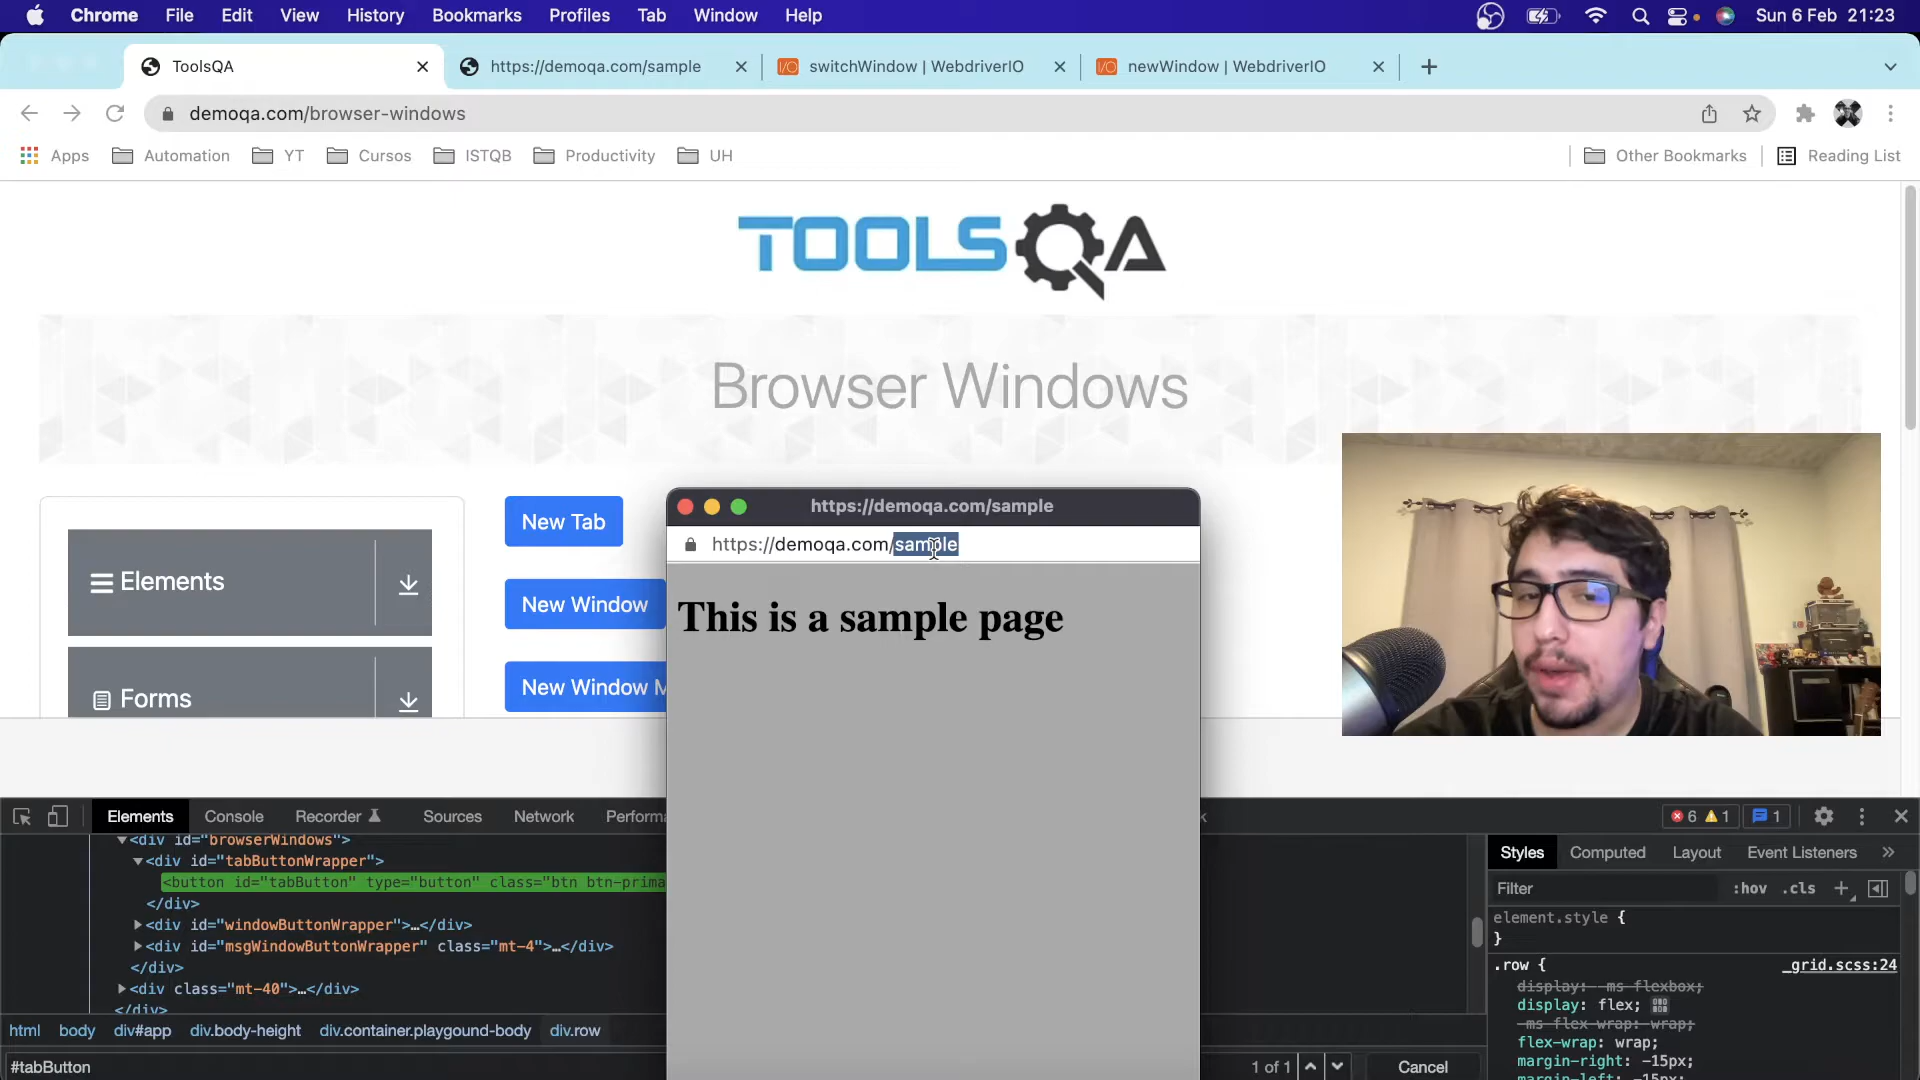 Chrome File Edit View History Bookmarks Profiles Tab Window Help Sun 6 Feb 21:23
ToolsQA https://demoqa.com/sample switchWindow | WebdriverIO newWindow | WebdriverIO
demoqa.com/browser-windows
Apps Automation YT Cursos ISTQB Productivity UH Other Bookmarks Reading List
TOOLSQA
Browser Windows
Elements
Forms
New Tab
New Window
New Window M
https://demoqa.com/sample
https://demoqa.com/sample
This is a sample page
Elements Console Recorder Sources Network Performa 6 1 1
<div id="browserWindows">
<div id="tabButtonWrapper">
<button id="tabButton" type="button" class="btn btn-prima
</div>
<div id="windowButtonWrapper">…</div>
<div id="msgWindowButtonWrapper" class="mt-4">…</div>
</div>
<div class="mt-40">…</div>
</div>
html body div#app div.body-height div.container.playgound-body div.row
#tabButton 1 of 1 Cancel
Styles Computed Layout Event Listeners »
Filter :hov .cls +
element.style {
}
.row { _grid.scss:24
display: -ms-flexbox;
display: flex;
-ms-flex-wrap: wrap;
flex-wrap: wrap;
margin-right: -15px;
margin-left: -15px;